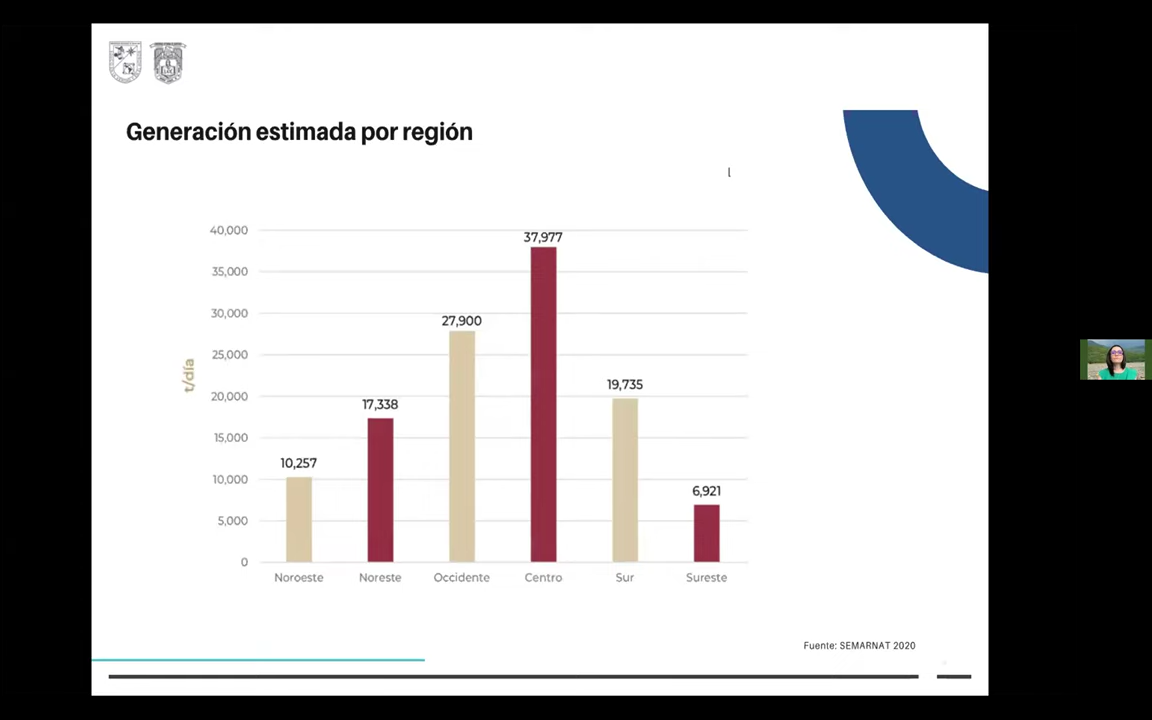 Generación estimada por región
l
40,000
35,000
30,000
25,000
20,000
15,000
10,000
5,000
0
t/día
10,257
17,338
27,900
37,977
19,735
6,921
Noroeste
Noreste
Occidente
Centro
Sur
Sureste
Fuente: SEMARNAT 2020